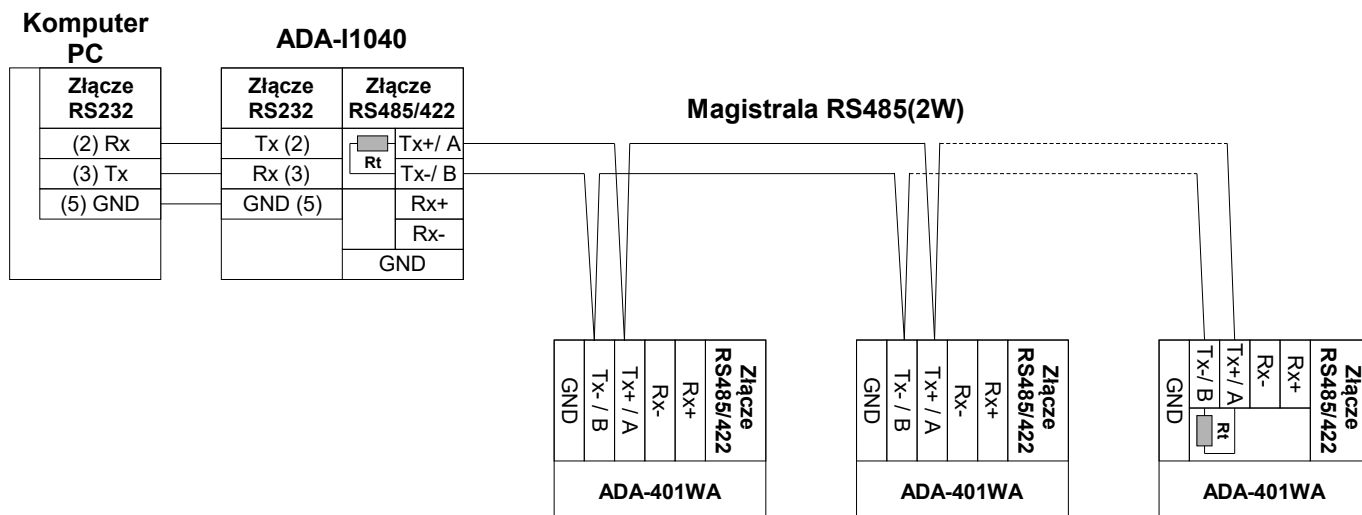 Komputer
PC
Złącze
RS232
(2) Rx
(3) Tx
(5) GND
ADA-I1040
Złącze
RS232
Tx (2)
Rx (3)
GND (5)
Złącze
RS485/422
Rt
Tx+/ A
Tx-/ B
Rx+
Rx-
GND
Magistrala RS485(2W)
GND
Tx- / B
Tx+ / A
Rx-
Rx+
Złącze
RS485/422
ADA-401WA
GND
Tx- / B
Tx+ / A
Rx-
Rx+
Złącze
RS485/422
ADA-401WA
GND
Tx-/ B
Tx+/ A
Rx-
Rx+
Rt
Złącze
RS485/422
ADA-401WA